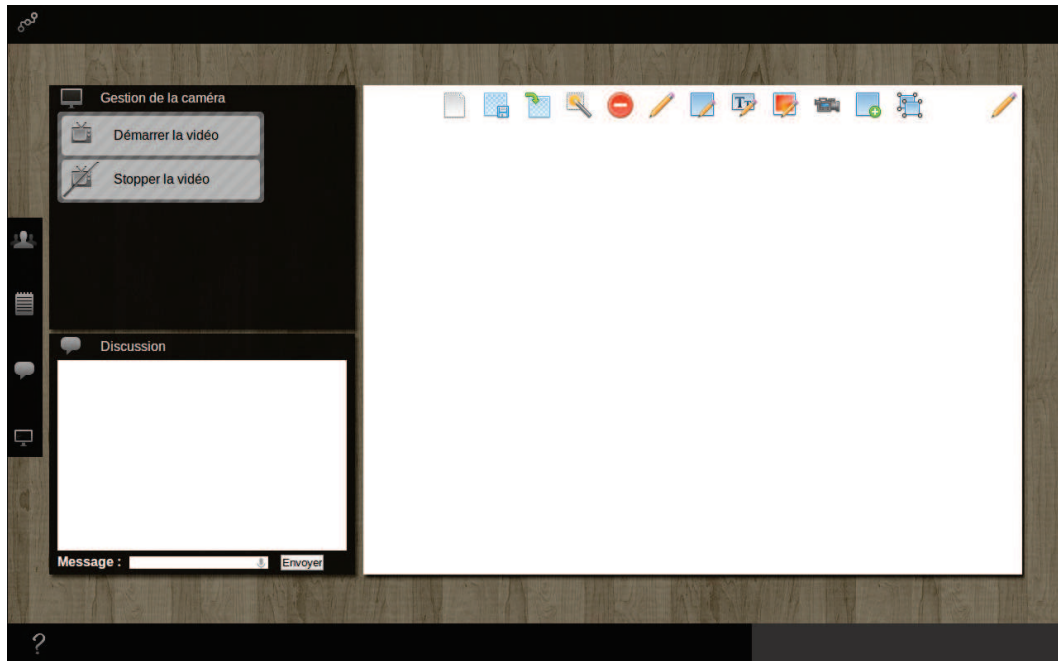 Gestion de la caméra
Démarrer la vidéo
Stopper la vidéo
Discussion
Message :
Envoyer